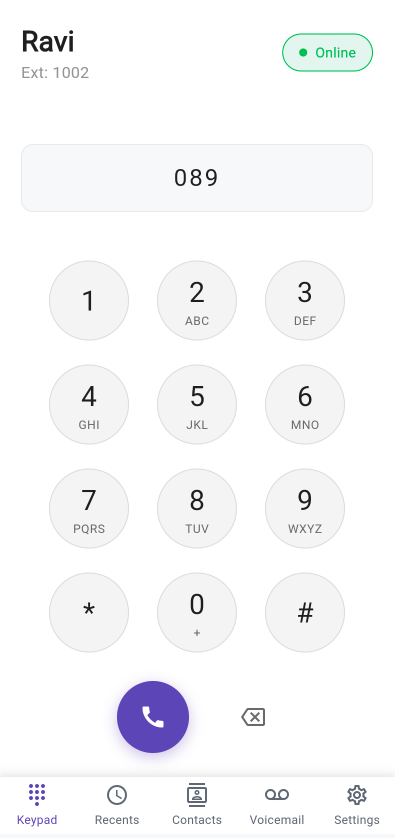 Ravi
Online
Ext: 1002
089
1
2
3
ABC
DEF
4
5
6
GHI
JKL
MNO
7
8
9
PQRS
TUV
WXYZ
*
0
#
+
Keypad
Recents
Contacts
Voicemail
Settings